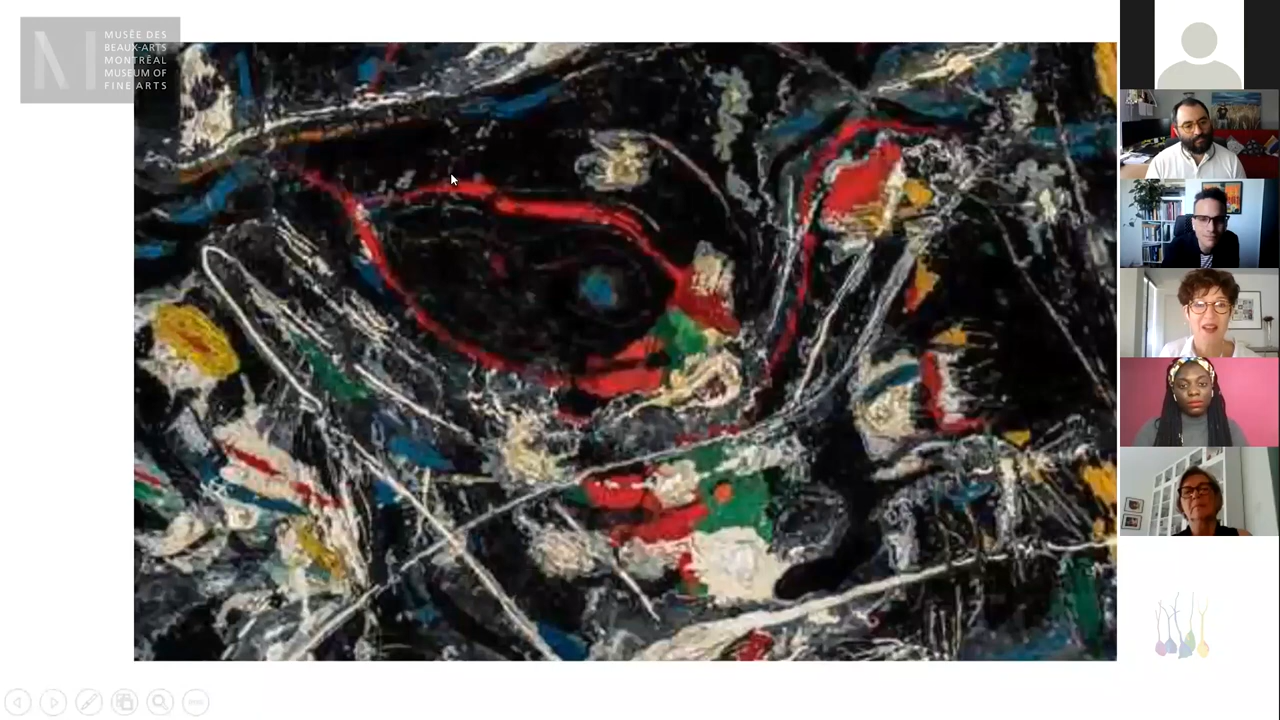 MUSÉE DES
BEAUX-ARTS
MONTRÉAL
MUSEUM OF
FINE ARTS